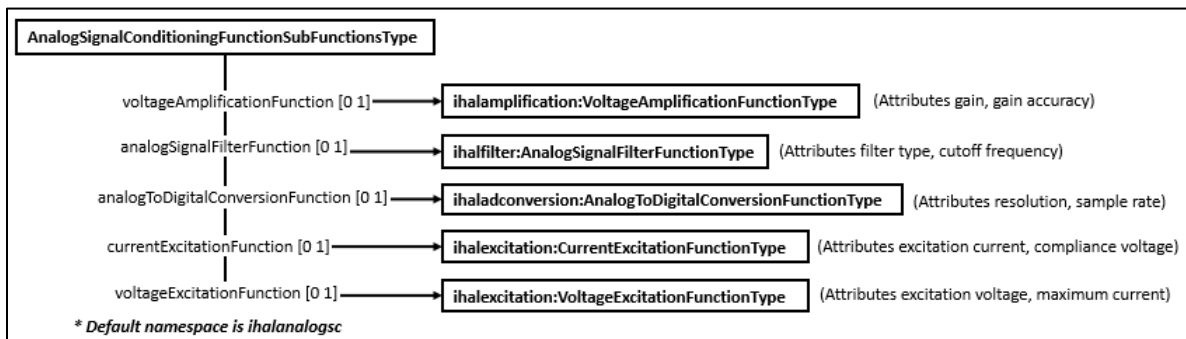 AnalogSignalConditioningFunctionSubFunctionsType
voltageAmplificationFunction [0 1] ihalamplification:VoltageAmplificationFunctionType (Attributes gain, gain accuracy)
analogSignalFilterFunction [0 1] ihalfilter:AnalogSignalFilterFunctionType (Attributes filter type, cutoff frequency)
analogToDigitalConversionFunction [0 1] ihaladconversion:AnalogToDigitalConversionFunctionType (Attributes resolution, sample rate)
currentExcitationFunction [0 1] ihalexcitation:CurrentExcitationFunctionType (Attributes excitation current, compliance voltage)
voltageExcitationFunction [0 1] ihalexcitation:VoltageExcitationFunctionType (Attributes excitation voltage, maximum current)
* Default namespace is ihalanalogsc